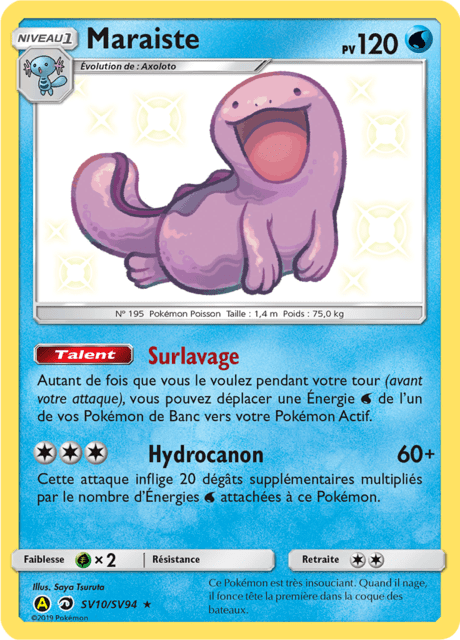 NIVEAU 1
Maraiste
PV 120
Évolution de : Axoloto
N° 195 Pokémon Poisson Taille : 1,4 m Poids : 75,0 kg
Talent
Surlavage
Autant de fois que vous le voulez pendant votre tour (avant
votre attaque), vous pouvez déplacer une Énergie de l'un
de vos Pokémon de Banc vers votre Pokémon Actif.
Hydrocanon 60+
Cette attaque inflige 20 dégâts supplémentaires multipliés
par le nombre d'Énergies attachées à ce Pokémon.
Faiblesse × 2 Résistance Retraite
Illus. Saya Tsuruta
A SV10/SV94
©2019 Pokémon
Ce Pokémon est très insouciant. Quand il nage,
il fonce tête la première dans la coque des
bateaux.